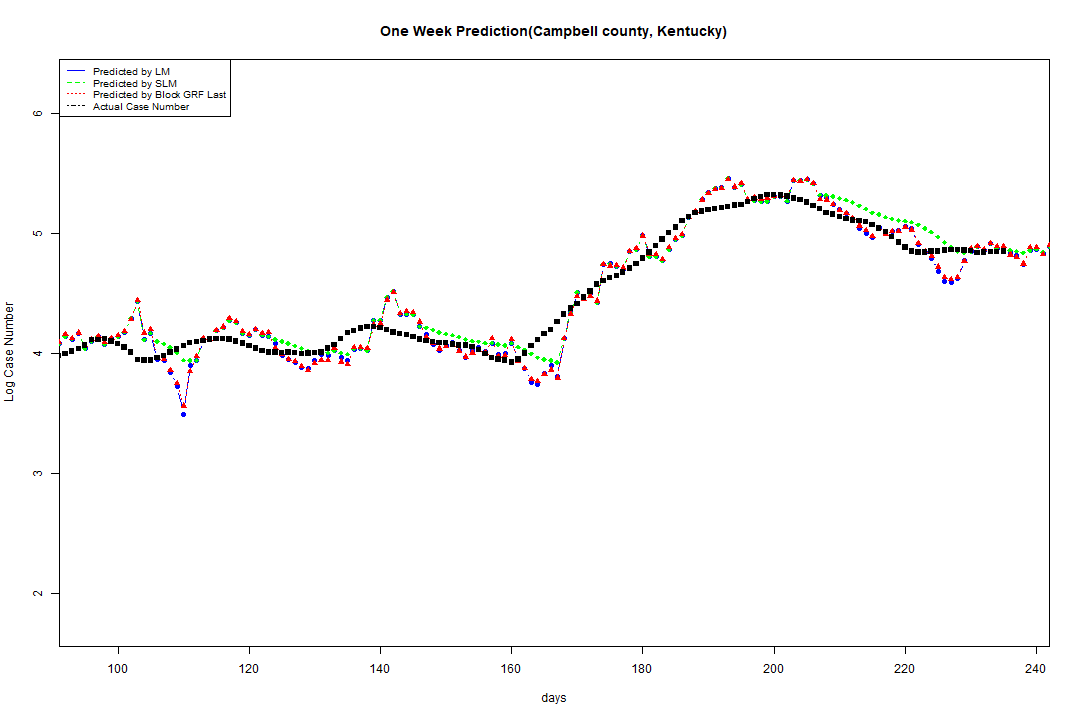 One Week Prediction(Campbell county, Kentucky)
Predicted by LM
Predicted by SLM
Predicted by Block GRF Last
Actual Case Number
6
5
4
3
2
Log Case Number
100 120 140 160 180 200 220 240
days